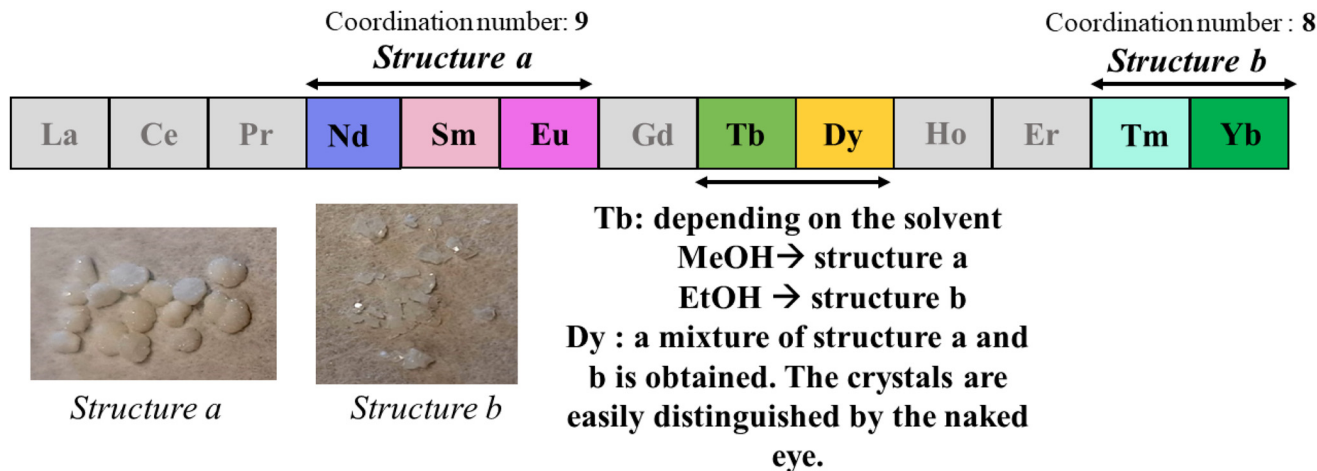 Coordination number: 9
Coordination number : 8
Structure a
Structure b
La Ce Pr Nd Sm Eu Gd Tb Dy Ho Er Tm Yb
Tb: depending on the solvent
MeOH→ structure a
EtOH → structure b
Dy : a mixture of structure a and
b is obtained. The crystals are
easily distinguished by the naked
eye.
Structure a
Structure b